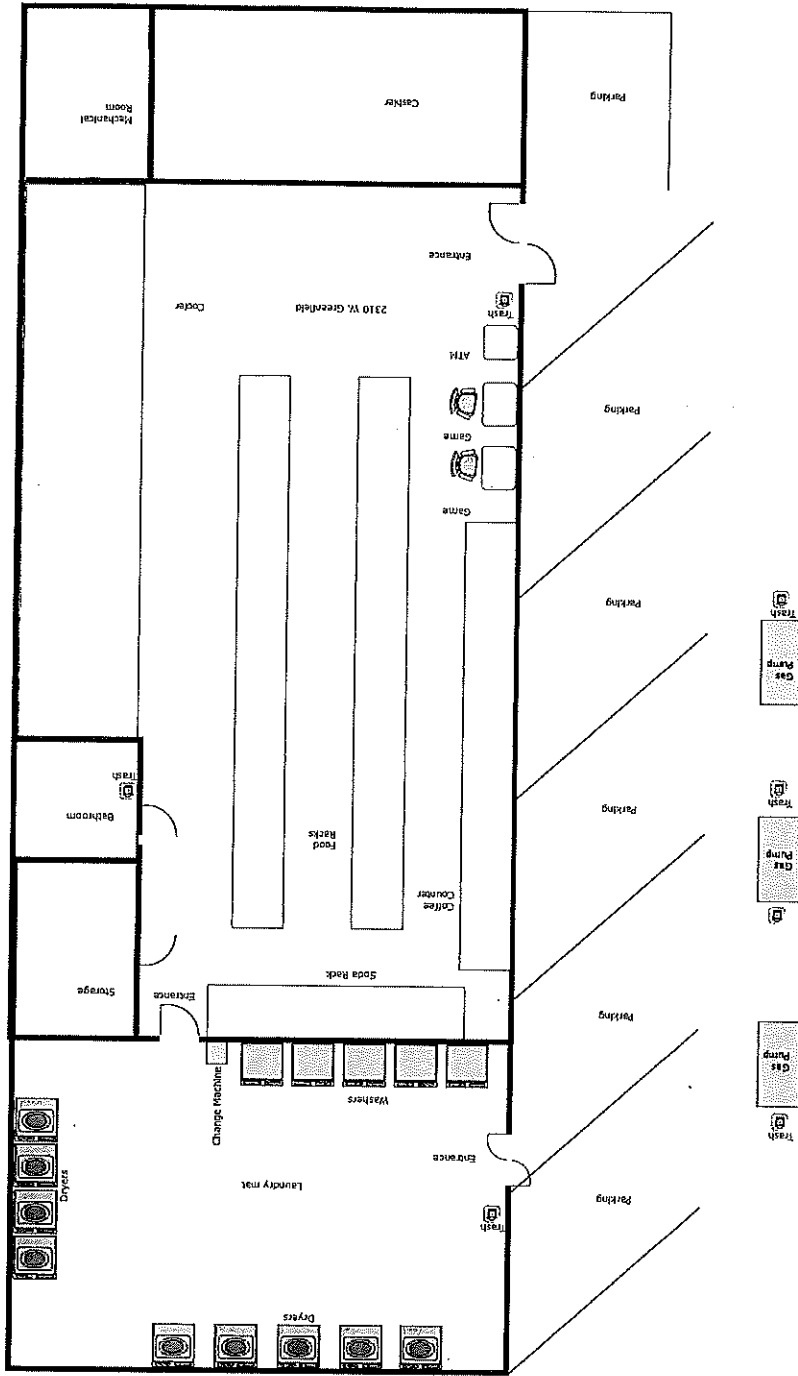 Dryers
Trash
Parking
Dryers
Laundry mat
Entrance
Trash
Change Machine
Washers
Gas
Pump
Parking
Entrance
Storage
Soda Rack
Coffee
Counter
Gas
Pump
Food
Racks
Bathroom
Parking
Trash
Trash
Gas
Pump
Trash
Parking
Game
Game
Parking
ATM
Trash
2310 W. Greenfield
Cooler
Entrance
Mechanical
Room
Cashier
Parking